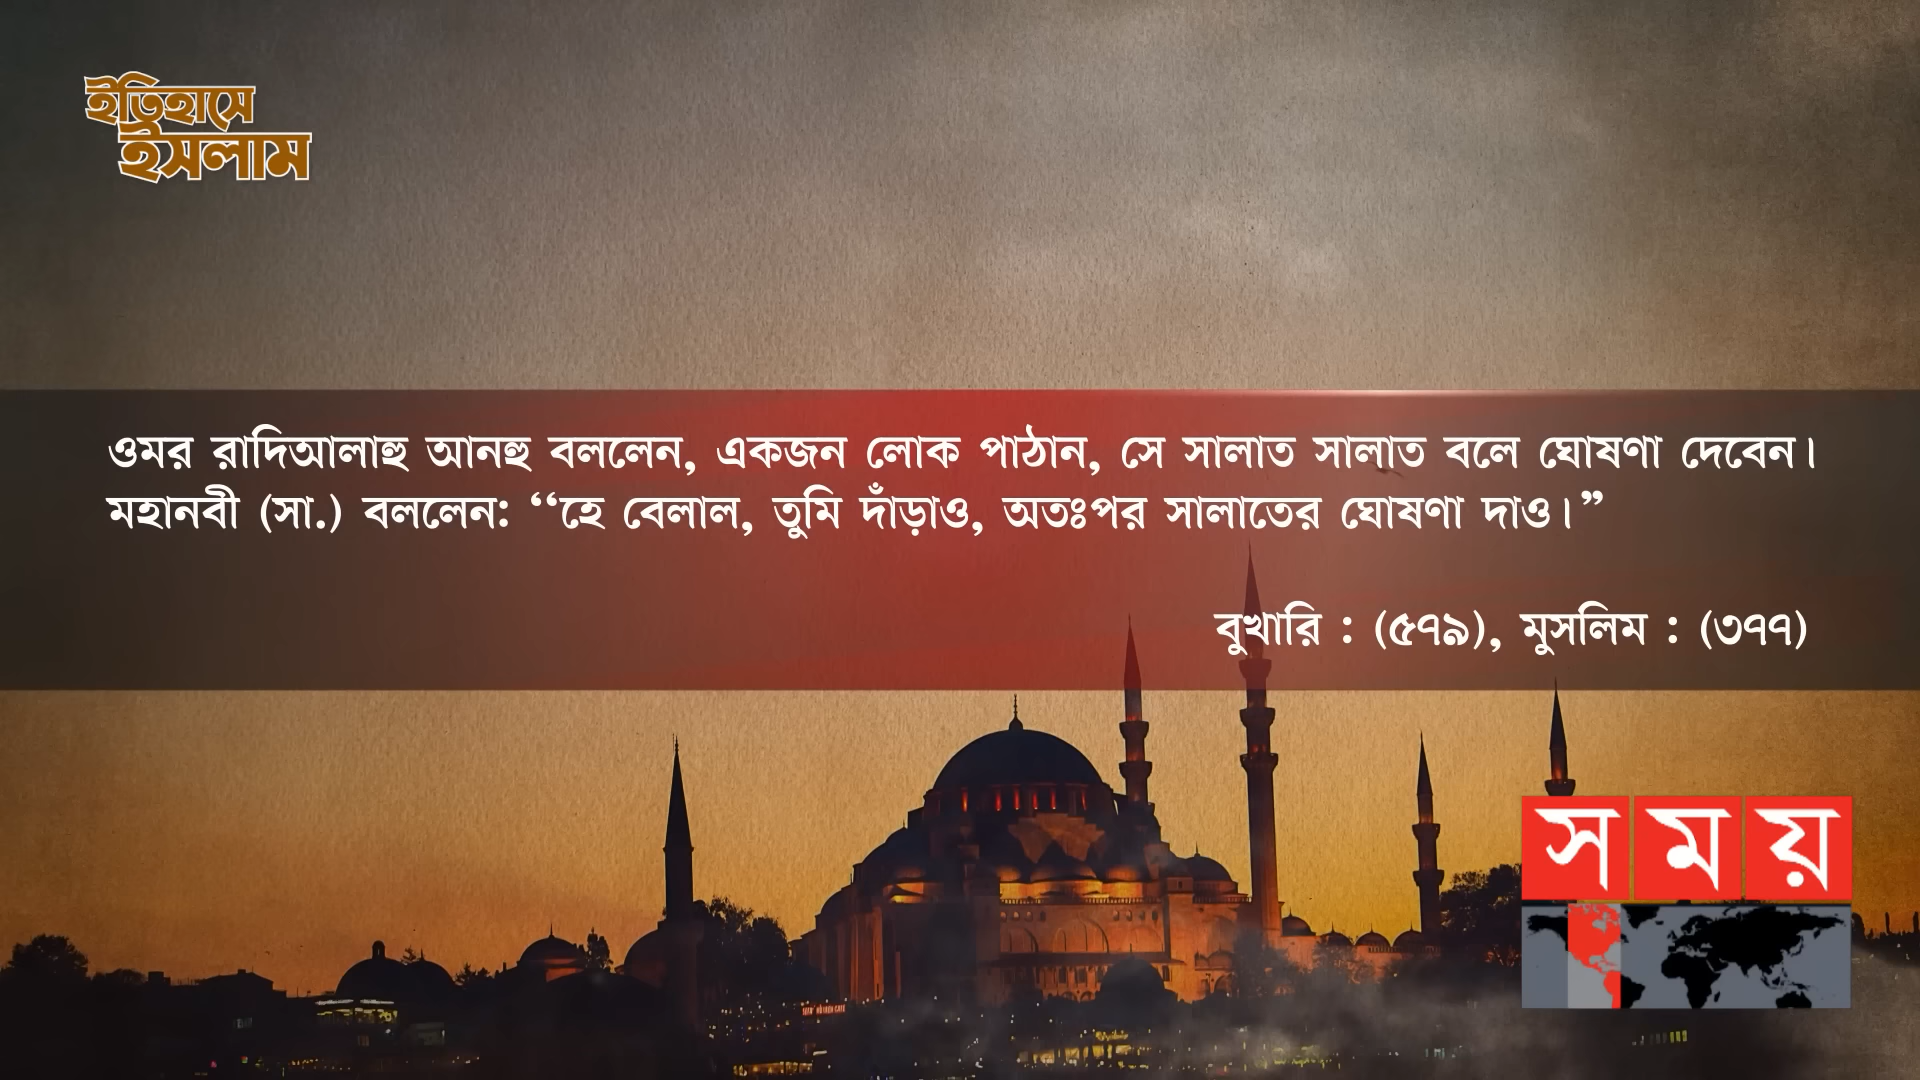 ইতিহাসে
ইসলাম
ওমর রাদিআলাহু আনহু বললেন, একজন লোক পাঠান, সে সালাত সালাত বলে ঘোষণা দেবেন।
মহানবী (সা.) বললেন: “হে বেলাল, তুমি দাঁড়াও, অতঃপর সালাতের ঘোষণা দাও।”
বুখারি : (৫৭৯), মুসলিম : (৩৭৭)
সময়